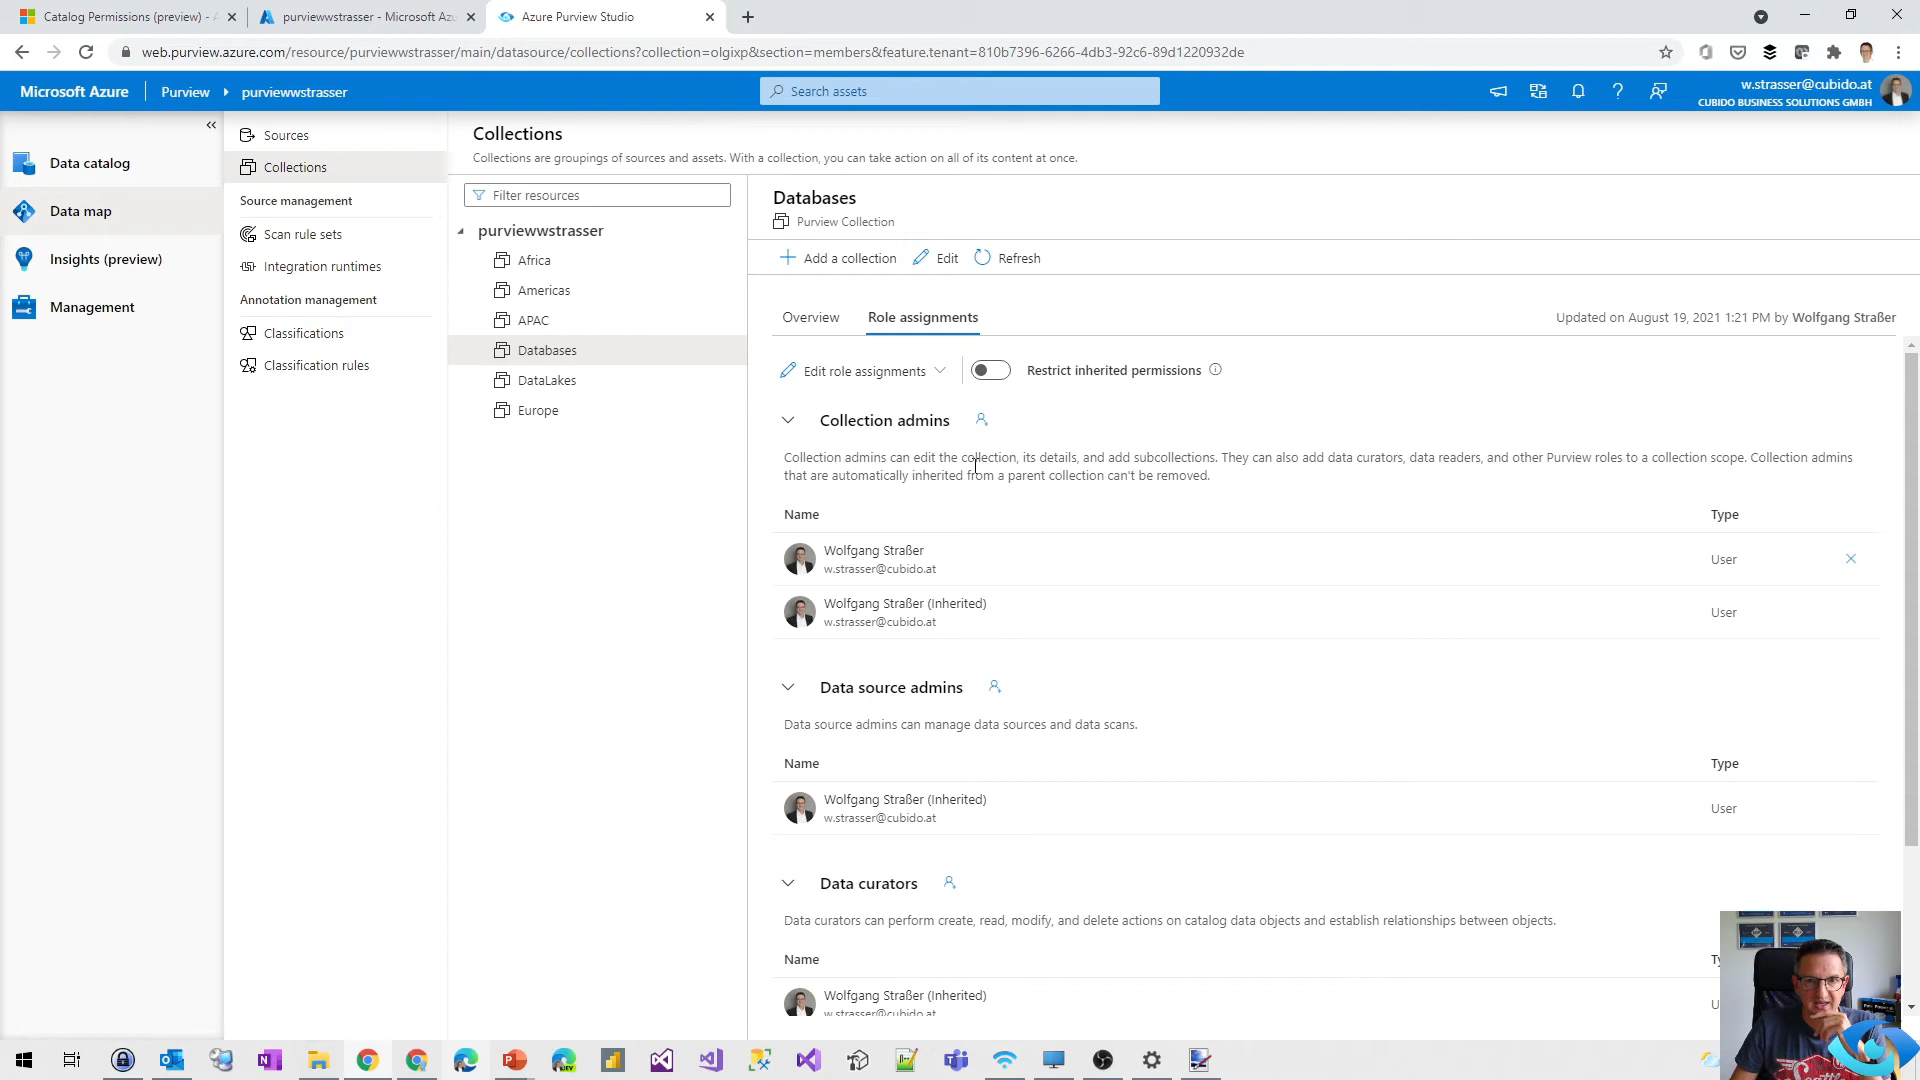 Catalog Permissions (preview) - A
purviewwstrasser - Microsoft Azu
Azure Purview Studio
web.purview.azure.com/resource/purviewwstrasser/main/datasource/collections?collection=olgixp&section=members&feature.tenant=810b7396-6266-4db3-92c6-89d1220932de
Microsoft Azure
Purview
purviewwstrasser
Search assets
w.strasser@cubido.at
CUBIDO BUSINESS SOLUTIONS GMBH
Data catalog
Data map
Insights (preview)
Management
Sources
Collections
Source management
Scan rule sets
Integration runtimes
Annotation management
Classifications
Classification rules
Collections
Collections are groupings of sources and assets. With a collection, you can take action on all of its content at once.
Filter resources
purviewwstrasser
Africa
Americas
APAC
Databases
DataLakes
Europe
Databases
Purview Collection
Add a collection
Edit
Refresh
Overview
Role assignments
Updated on August 19, 2021 1:21 PM by Wolfgang Straßer
Edit role assignments
Restrict inherited permissions
Collection admins
Collection admins can edit the collection, its details, and add subcollections. They can also add data curators, data readers, and other Purview roles to a collection scope. Collection admins
that are automatically inherited from a parent collection can't be removed.
Name
Type
Wolfgang Straßer
w.strasser@cubido.at
User
Wolfgang Straßer (Inherited)
w.strasser@cubido.at
User
Data source admins
Data source admins can manage data sources and data scans.
Name
Type
Wolfgang Straßer (Inherited)
w.strasser@cubido.at
User
Data curators
Data curators can perform create, read, modify, and delete actions on catalog data objects and establish relationships between objects.
Name
Wolfgang Straßer (Inherited)
w.strasser@cubido.at